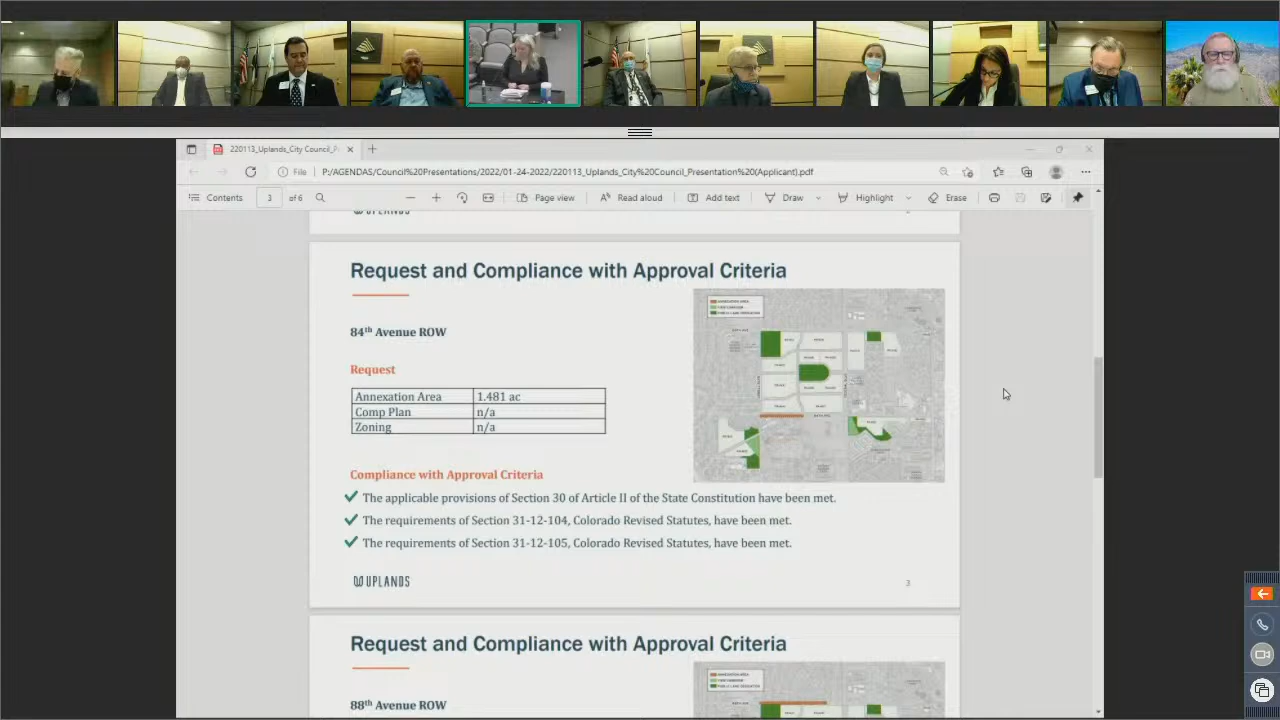 220113_Uplands_City Council_P
File
P:/AGENDAS/Council%20Presentations/2022/01-24-2022/220113_Uplands_City%20Council_Presentation%20(Applicant).pdf
Contents
3
of 6
Page view
Read aloud
Add text
Draw
Highlight
Erase
UPLANDS
Request and Compliance with Approval Criteria
84th Avenue ROW
Request
Annexation Area 1.481 ac
Comp Plan n/a
Zoning n/a
Compliance with Approval Criteria
The applicable provisions of Section 30 of Article II of the State Constitution have been met.
The requirements of Section 31-12-104, Colorado Revised Statutes, have been met.
The requirements of Section 31-12-105, Colorado Revised Statutes, have been met.
UPLANDS
3
Request and Compliance with Approval Criteria
88th Avenue ROW